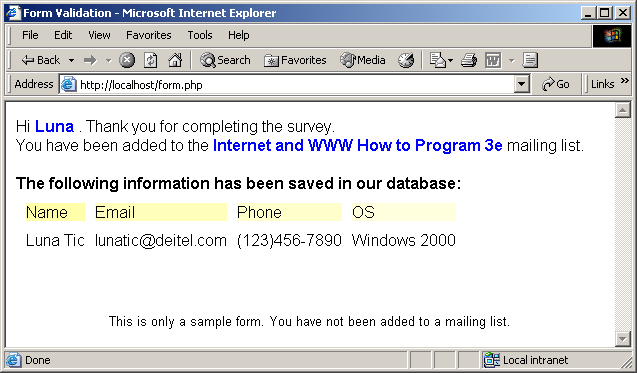 Form Validation - Microsoft Internet Explorer
File Edit View Favorites Tools Help
Back Search Favorites Media
Address http://localhost/form.php Go Links »
Hi Luna . Thank you for completing the survey.
You have been added to the Internet and WWW How to Program 3e mailing list.
The following information has been saved in our database:
Name Email Phone OS
Luna Tic lunatic@deitel.com (123)456-7890 Windows 2000
This is only a sample form. You have not been added to a mailing list.
Done Local intranet